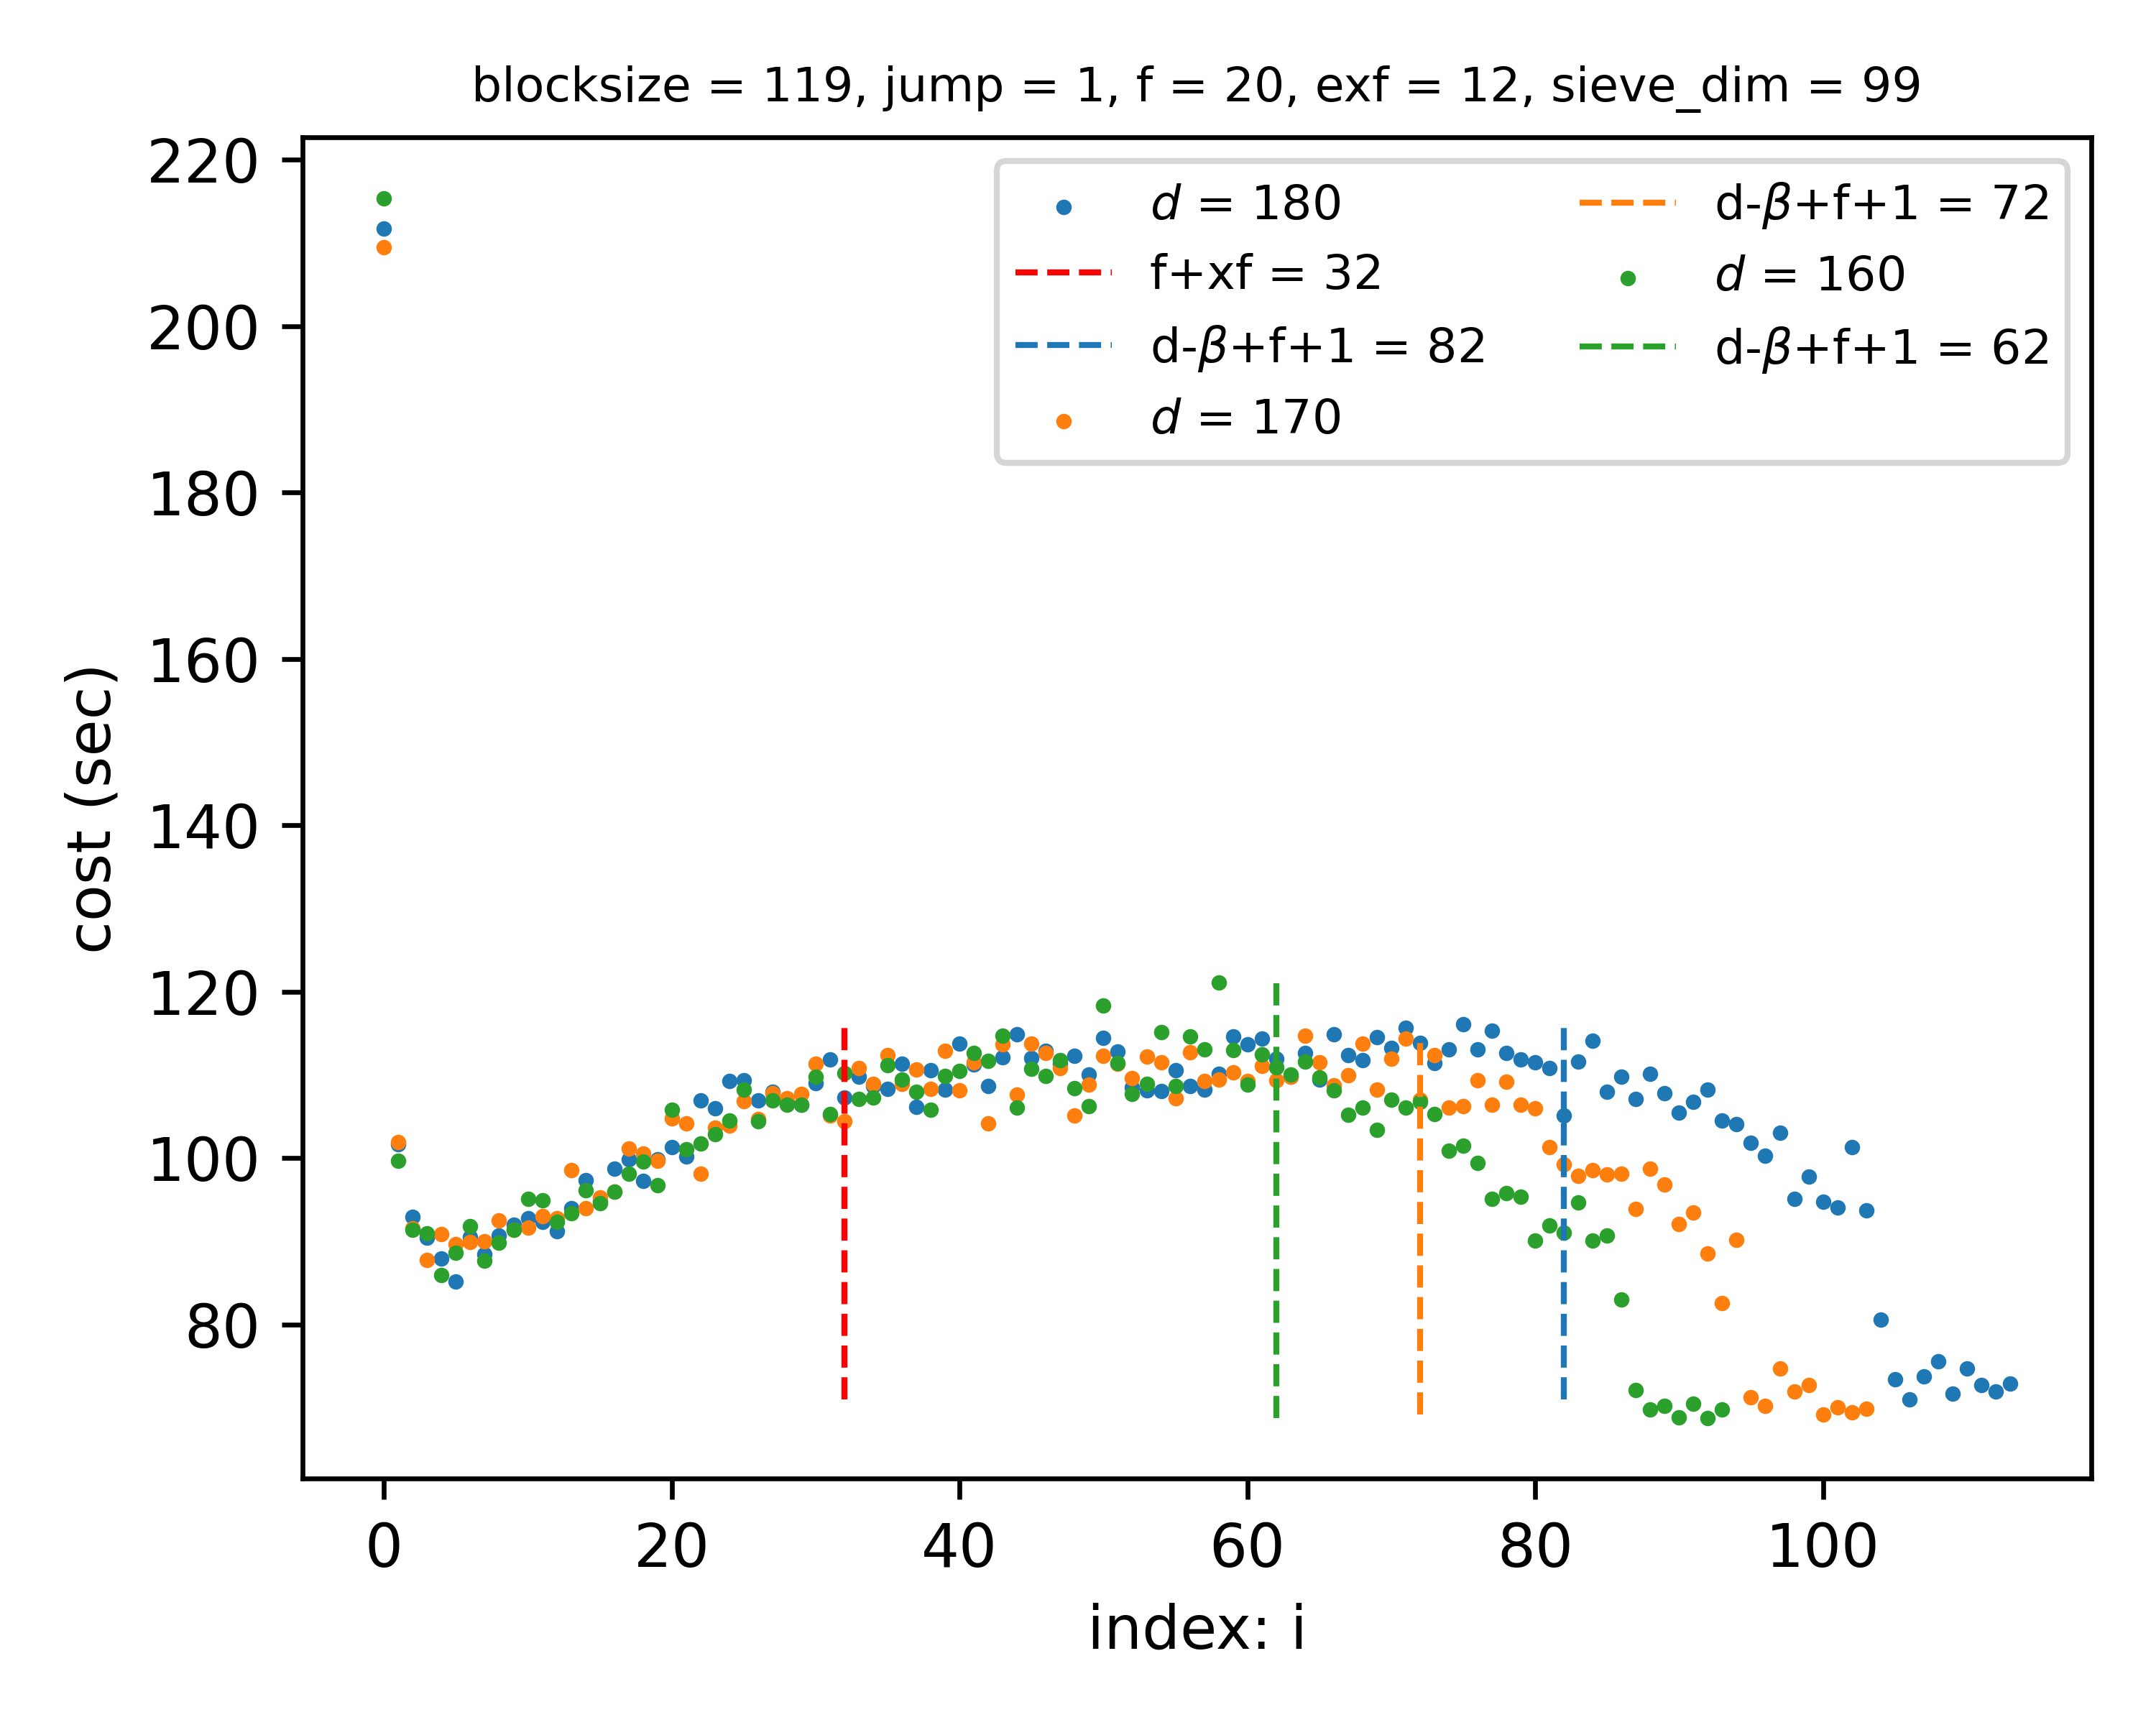 blocksize = 119, jump = 1, f = 20, exf = 12, sieve_dim = 99
220
200
180
160
140
120
100
80
cost (sec)
d = 180
f+xf = 32
d-β+f+1 = 82
d = 170
d-β+f+1 = 72
d = 160
d-β+f+1 = 62
0 20 40 60 80 100
index: i